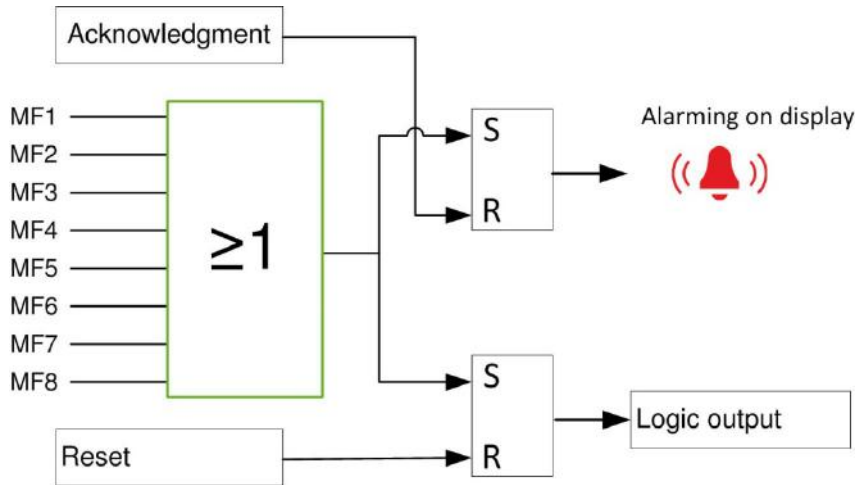 Acknowledgment
Alarming on display
MF1
MF2
MF3
MF4
MF5
MF6
MF7
MF8
≥1
S
R
S
R
Logic output
Reset